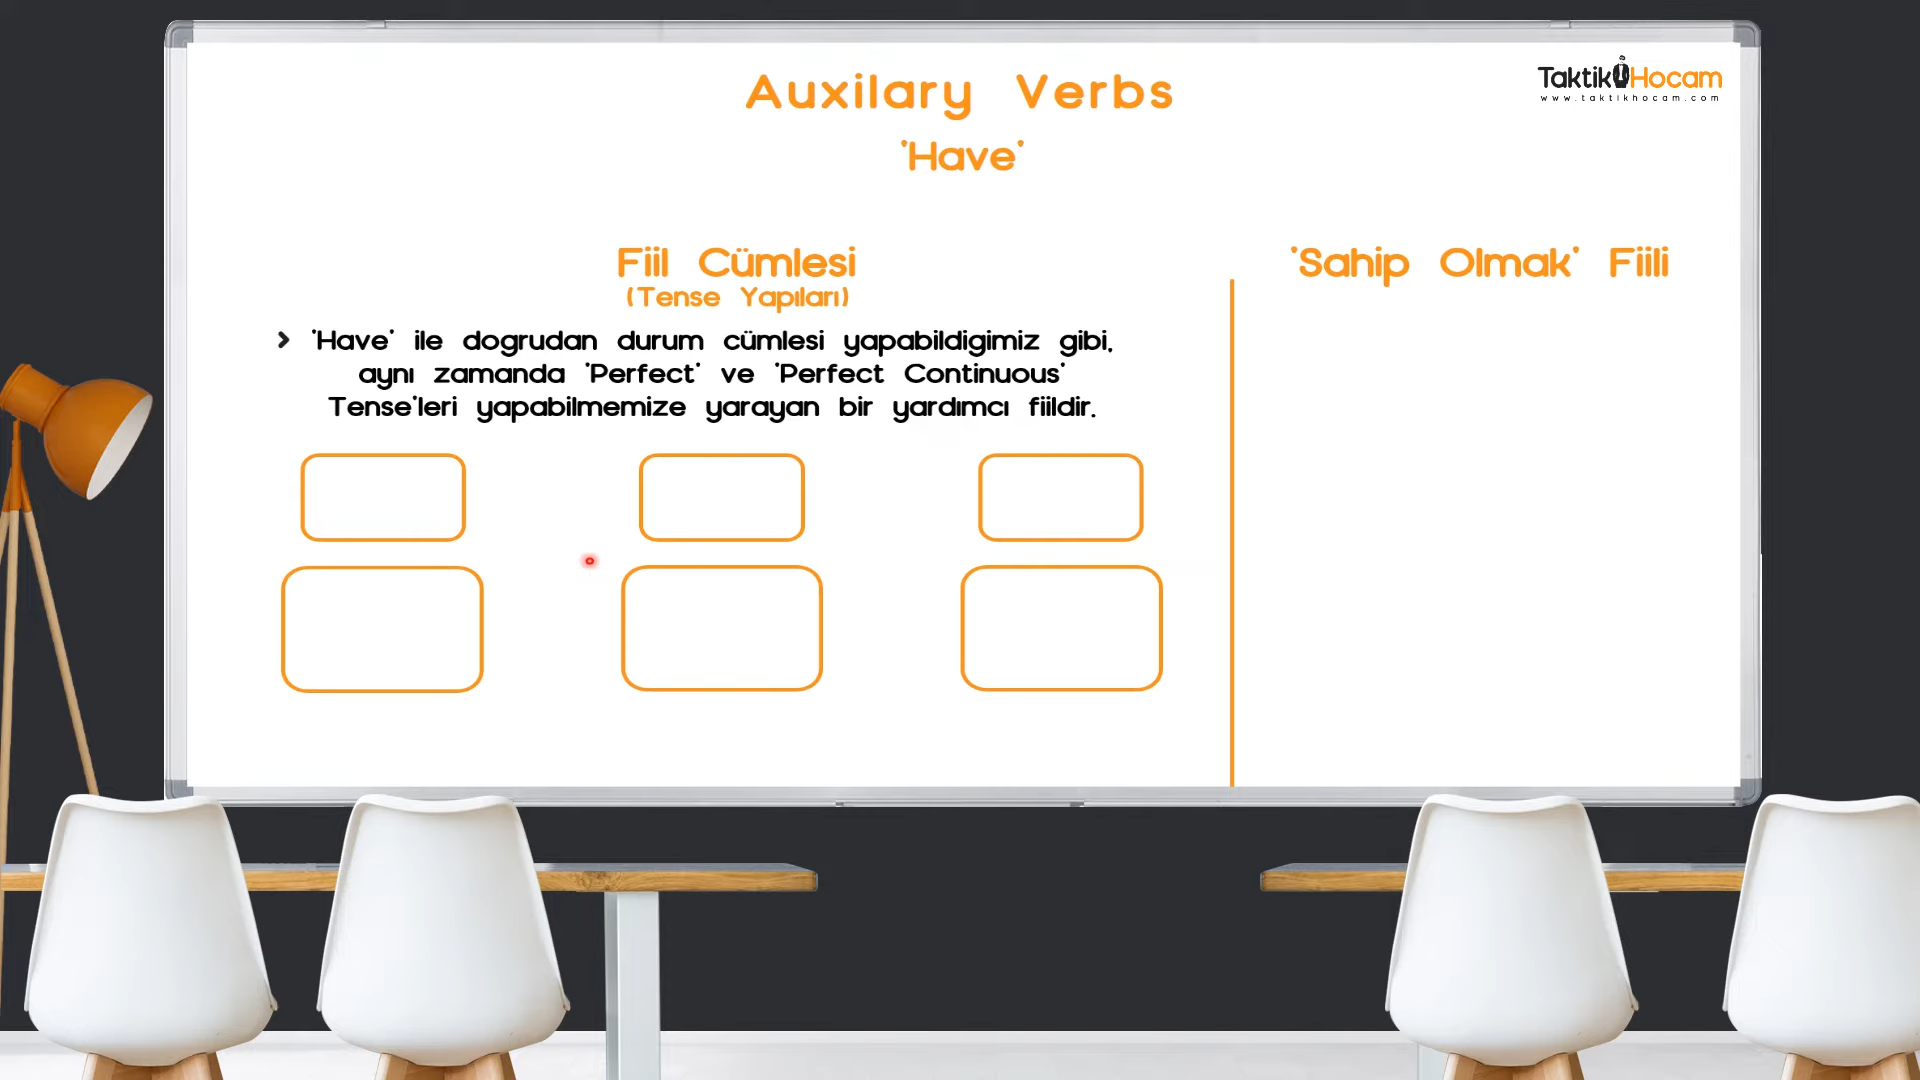 Auxilary Verbs
'Have'
TaktikHocam
www.taktikhocam.com
Fiil Cümlesi
(Tense Yapıları)
'Have' ile dogrudan durum cümlesi yapabildigimiz gibi,
aynı zamanda 'Perfect' ve 'Perfect Continuous'
Tense'leri yapabilmemize yarayan bir yardımcı fiildir.
'Sahip Olmak' Fiili